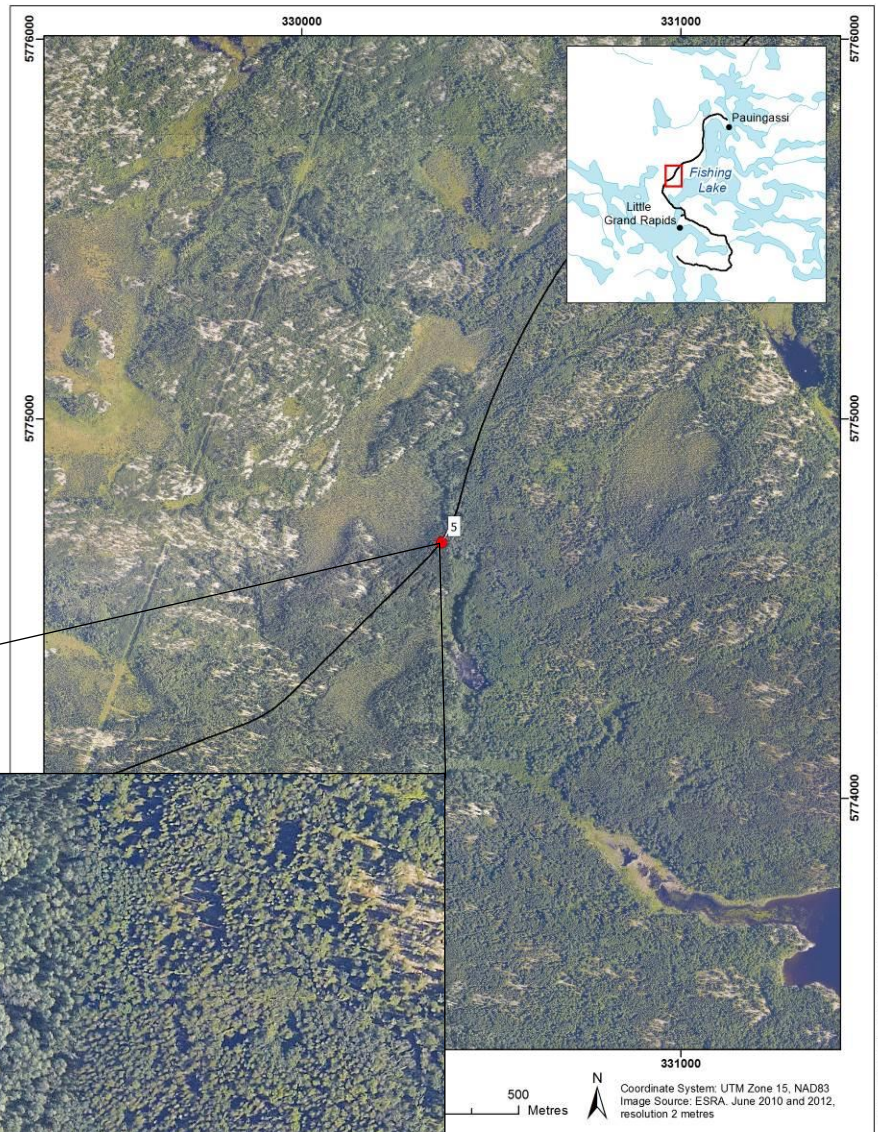 330000
331000
5776000
5776000
Pauingassi
Fishing
Lake
Little
Grand Rapids
5775000
5775000
5
5774000
331000
500
Metres
N
Coordinate System: UTM Zone 15, NAD83
Image Source: ESRA. June 2010 and 2012,
resolution 2 metres